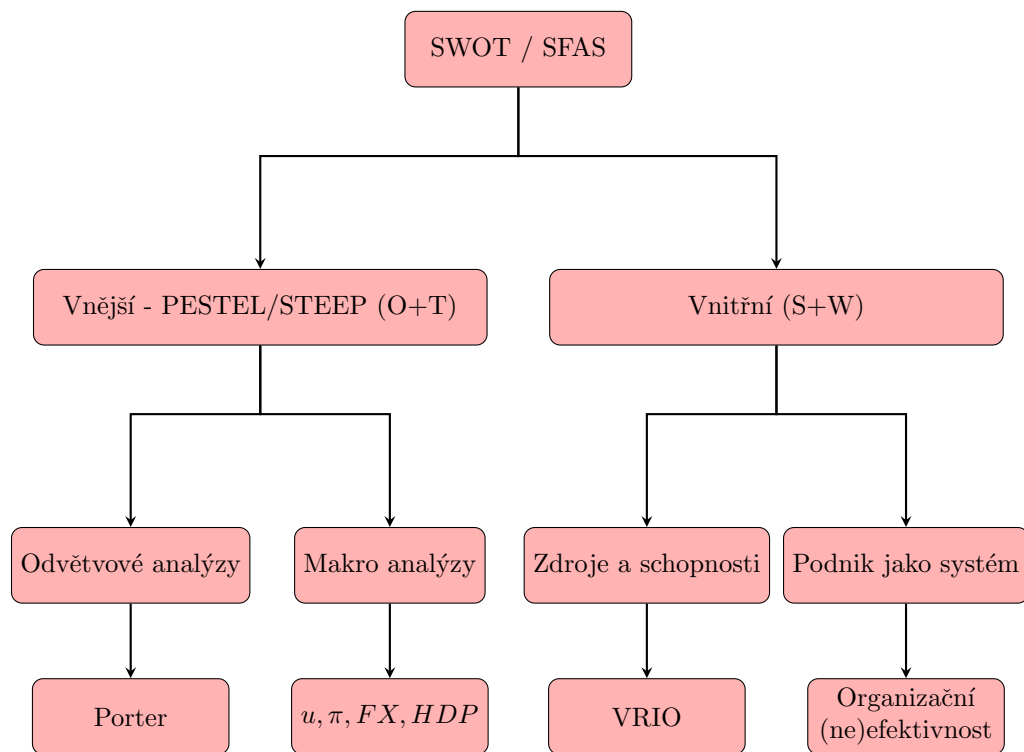 SWOT / SFAS
Vnější - PESTEL/STEEP (O+T)
Vnitřní (S+W)
Odvětvové analýzy
Makro analýzy
Zdroje a schopnosti
Podnik jako systém
Porter
u, π, FX, HDP
VRIO
Organizační
(ne)efektivnost